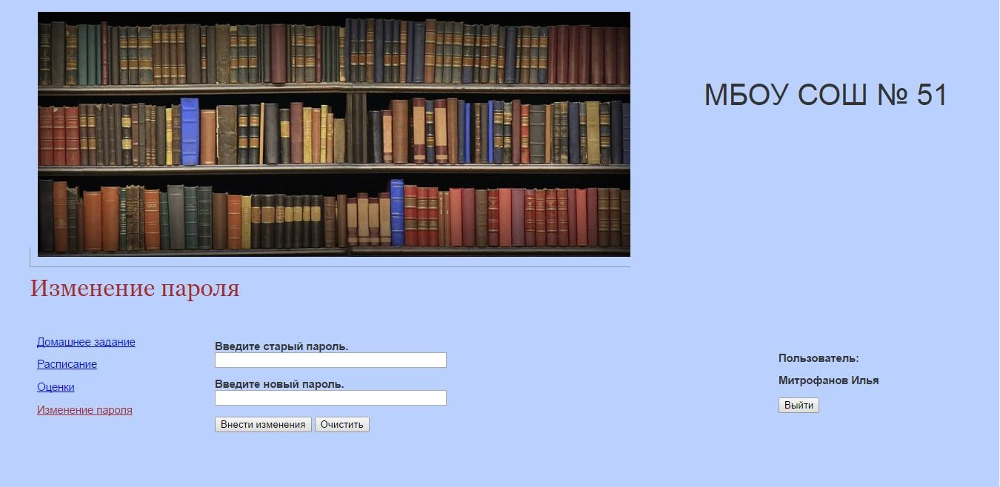 МБОУ СОШ № 51
Изменение пароля
Домашнее задание
Расписание
Оценки
Изменение пароля
Введите старый пароль.
Введите новый пароль.
Внести изменения Очистить
Пользователь:
Митрофанов Илья
Выйти